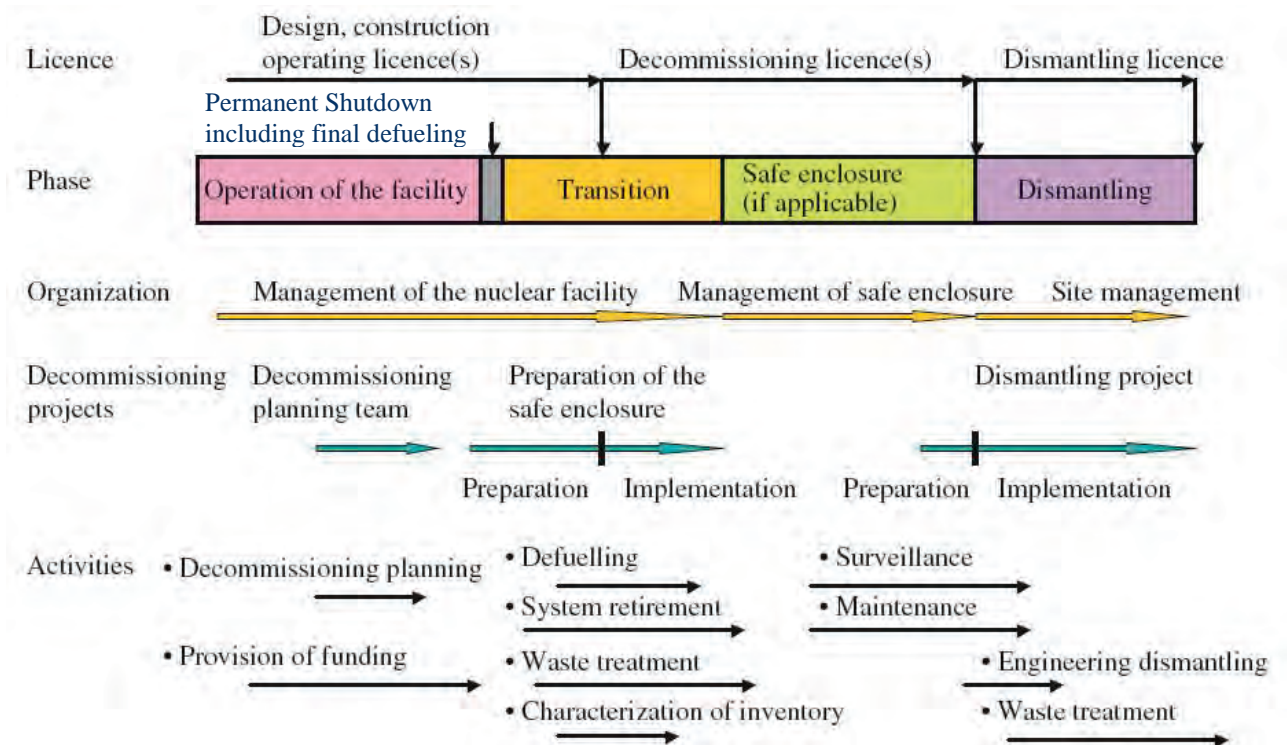 Design, construction
Licence operating licence(s) Decommissioning licence(s) Dismantling licence
Permanent Shutdown
including final defueling
Phase Operation of the facility Transition Safe enclosure
(if applicable) Dismantling
Organization Management of the nuclear facility Management of safe enclosure Site management
Decommissioning
projects
Decommissioning
planning team
Preparation of the
safe enclosure
Dismantling project
Preparation Implementation Preparation Implementation
Activities
• Decommissioning planning
• Provision of funding
• Defuelling
• System retirement
• Waste treatment
• Characterization of inventory
• Surveillance
• Maintenance
• Engineering dismantling
• Waste treatment